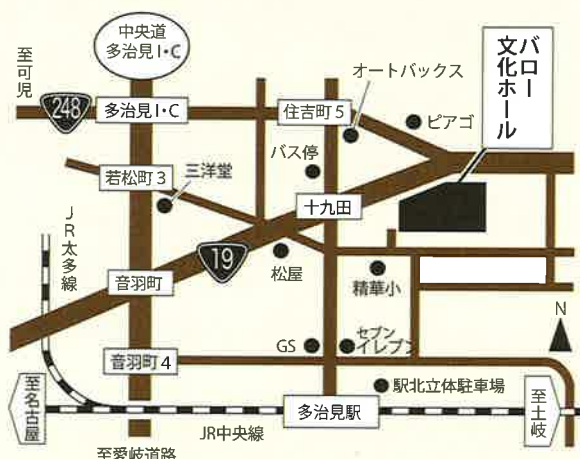 中央道
多治見I・C
至可児
248
多治見I・C
住吉町5
オートバックス
ピアゴ
バロー
文化ホール
バス停
若松町3
三洋堂
十九田
JR太多線
19
音羽町
松屋
精華小
N
GS
セブン
イレブン
音羽町4
駅北立体駐車場
至名古屋
多治見駅
至土岐
JR中央線
至愛岐道路